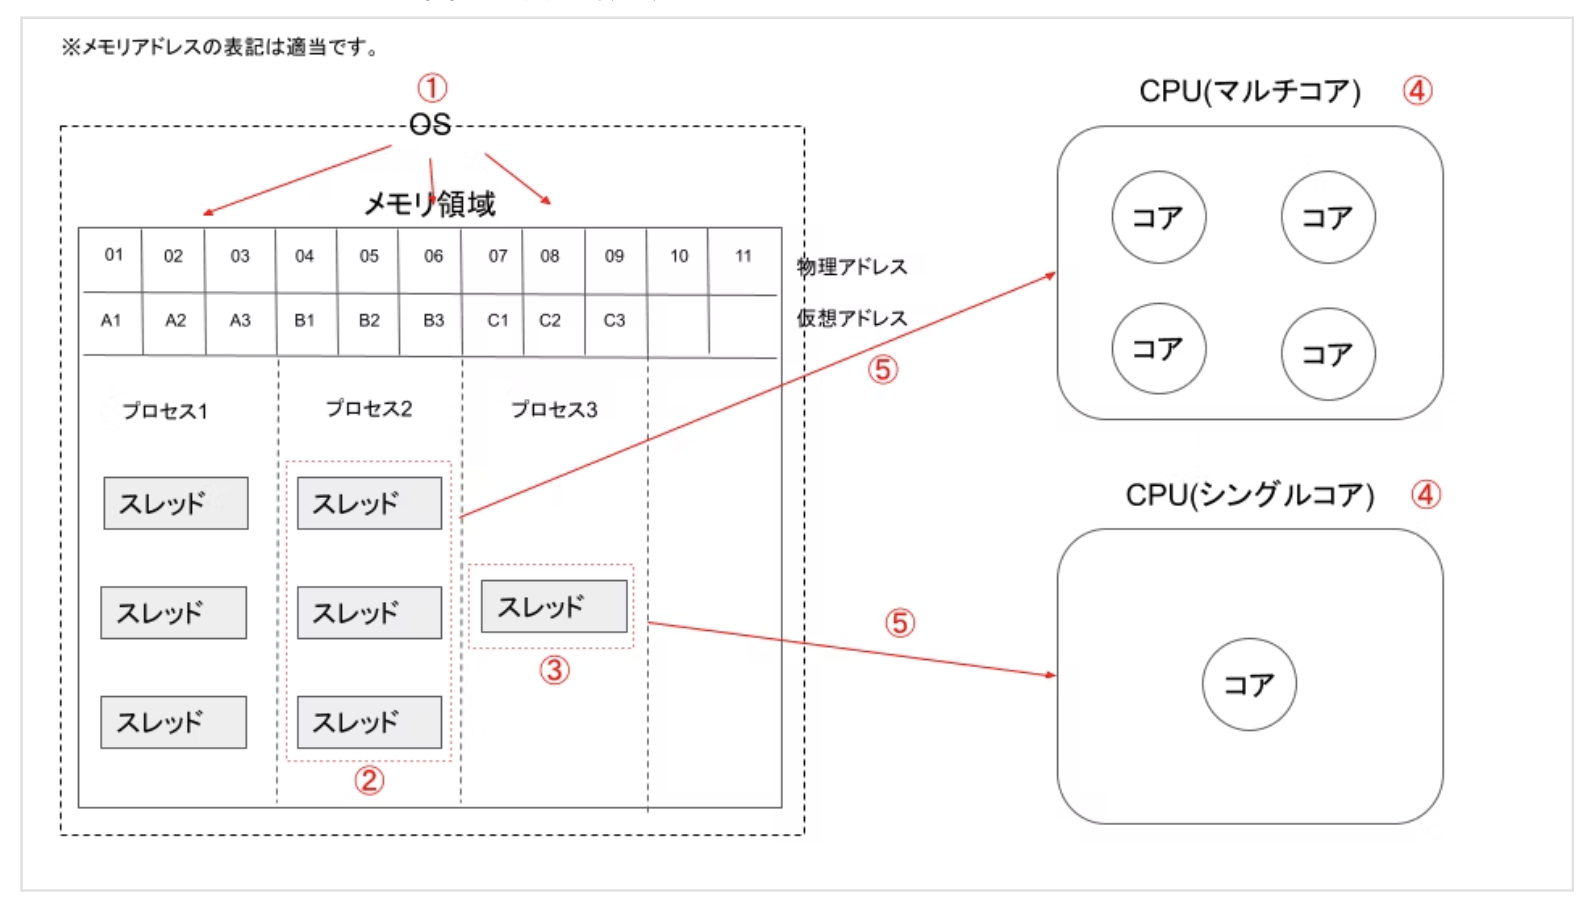 ※メモリアドレスの表記は適当です。
①
OS
メモリ領域
01 02 03 04 05 06 07 08 09 10 11
物理アドレス
A1 A2 A3 B1 B2 B3 C1 C2 C3
仮想アドレス
プロセス1 プロセス2 プロセス3
スレッド スレッド
スレッド スレッド スレッド
③
スレッド スレッド
②
⑤
⑤
CPU(マルチコア) ④
コア コア
コア コア
CPU(シングルコア) ④
コア